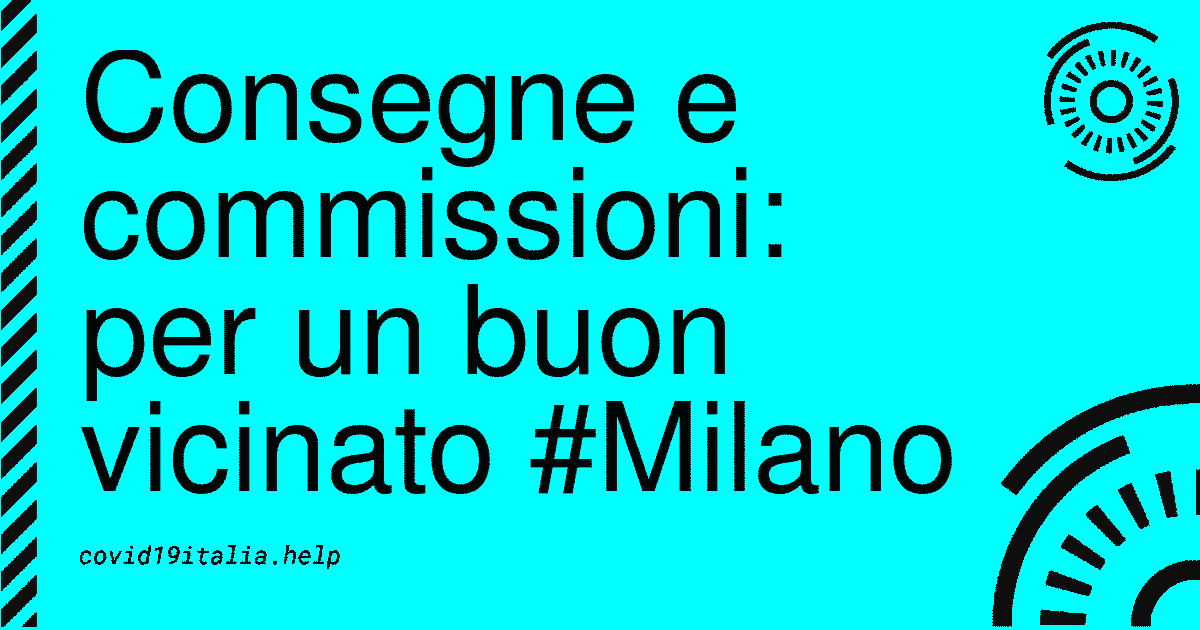 Consegne e
commissioni:
per un buon
vicinato #Milano
covid19italia.help